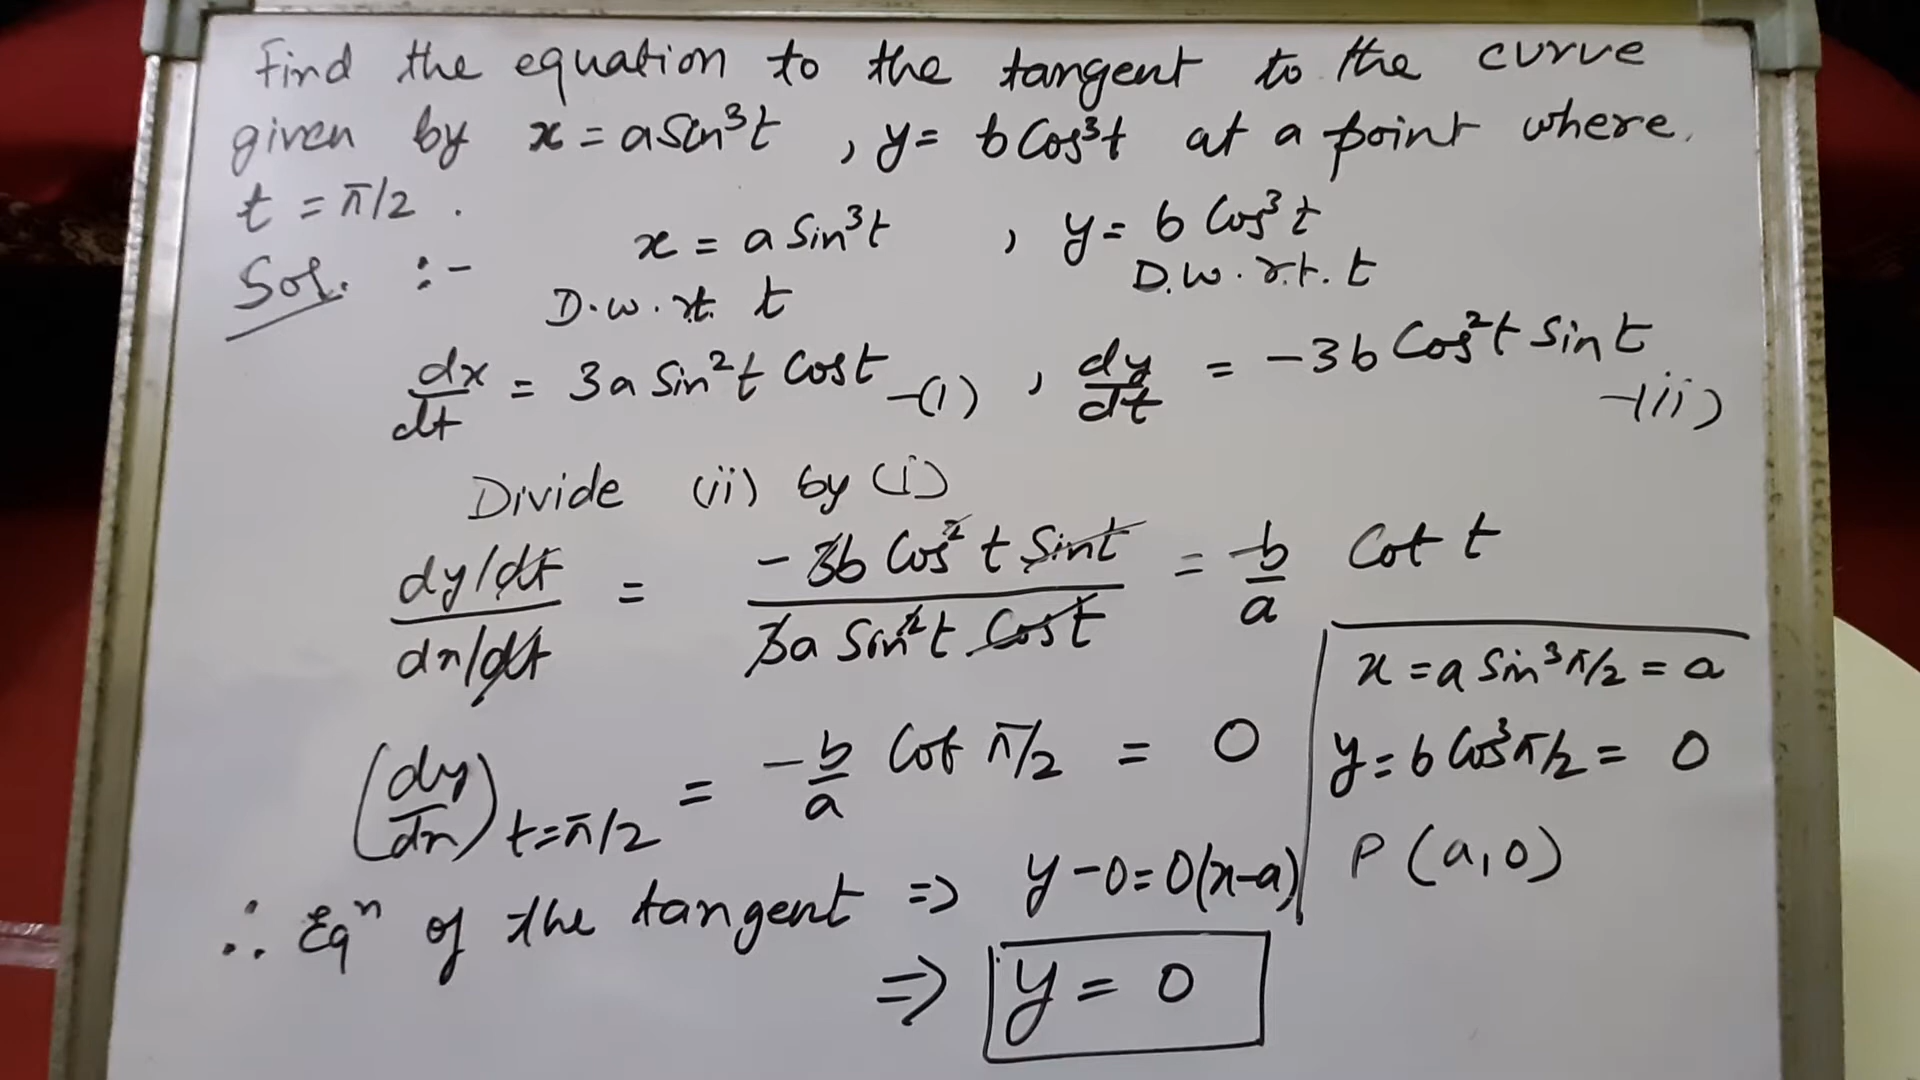 Find the equation to the tangent to the curve
given by x = a Sin³t , y = b Cos³t at a point where.
t = π/2 .
Sol. :-
x = a Sin³t , y = b Cos³t
D.w.r.t. t D.w.r.t. t
dx/dt = 3a Sin²t Cost –(i) , dy/dt = -3b Cos²t Sint –(ii)
Divide (ii) by (i)
dy/dt / dx/dt = -3b Cos²t Sint / 3a Sin²t Cost = -b/a Cot t
x = a Sin³π/2 = a
y = b Cos³π/2 = 0
P (a,0)
(dy/dx) t=π/2 = -b/a Cot π/2 = 0
∴ Eqⁿ of the tangent => y-0=0(x-a)
=> y = 0